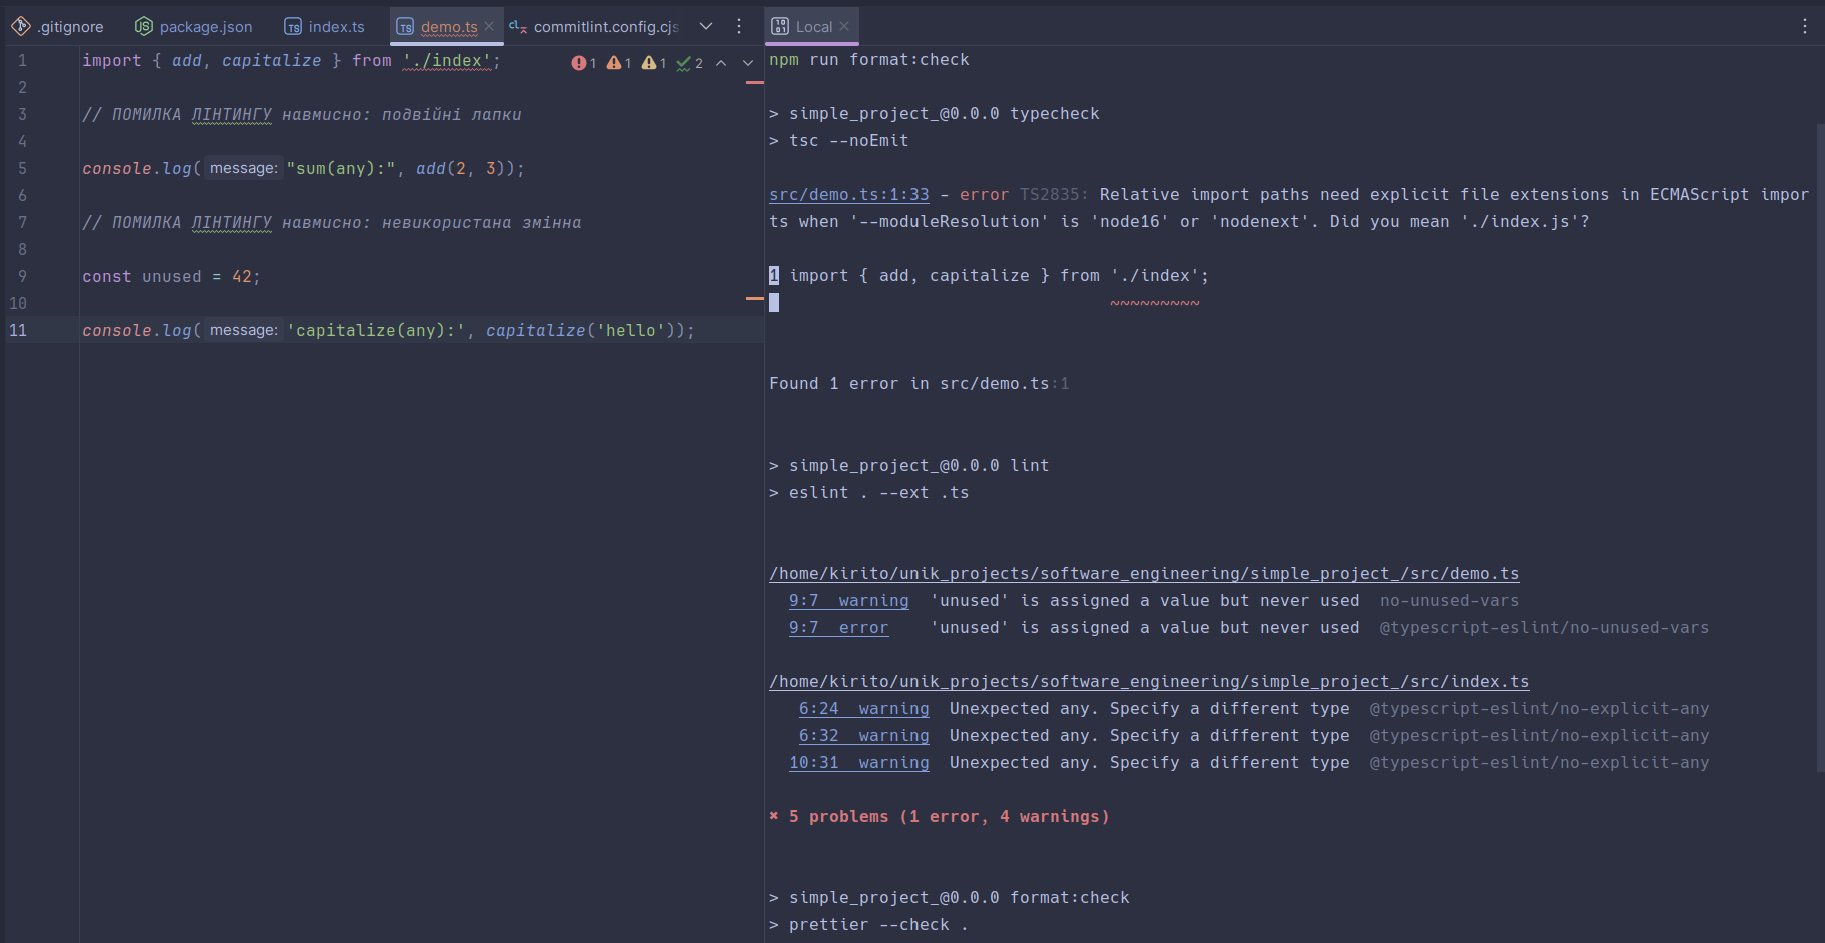 .gitignore package.json index.ts demo.ts commitlint.config.cjs
1 import { add, capitalize } from './index'; 1 1 1 2
2
3 // ПОМИЛКА ЛІНТИНГУ навмисно: подвійні лапки
4
5 console.log( message: "sum(any):", add(2, 3));
6
7 // ПОМИЛКА ЛІНТИНГУ навмисно: невикористана змінна
8
9 const unused = 42;
10
11 console.log( message: 'capitalize(any):', capitalize('hello'));
Local
npm run format:check
> simple_project_@0.0.0 typecheck
> tsc --noEmit
src/demo.ts:1:33 - error TS2835: Relative import paths need explicit file extensions in ECMAScript impor
ts when '--moduleResolution' is 'node16' or 'nodenext'. Did you mean './index.js'?
1 import { add, capitalize } from './index';
~~~~~~~~~
Found 1 error in src/demo.ts:1
> simple_project_@0.0.0 lint
> eslint . --ext .ts
/home/kirito/unik_projects/software_engineering/simple_project_/src/demo.ts
9:7 warning 'unused' is assigned a value but never used no-unused-vars
9:7 error 'unused' is assigned a value but never used @typescript-eslint/no-unused-vars
/home/kirito/unik_projects/software_engineering/simple_project_/src/index.ts
6:24 warning Unexpected any. Specify a different type @typescript-eslint/no-explicit-any
6:32 warning Unexpected any. Specify a different type @typescript-eslint/no-explicit-any
10:31 warning Unexpected any. Specify a different type @typescript-eslint/no-explicit-any
✖ 5 problems (1 error, 4 warnings)
> simple_project_@0.0.0 format:check
> prettier --check .